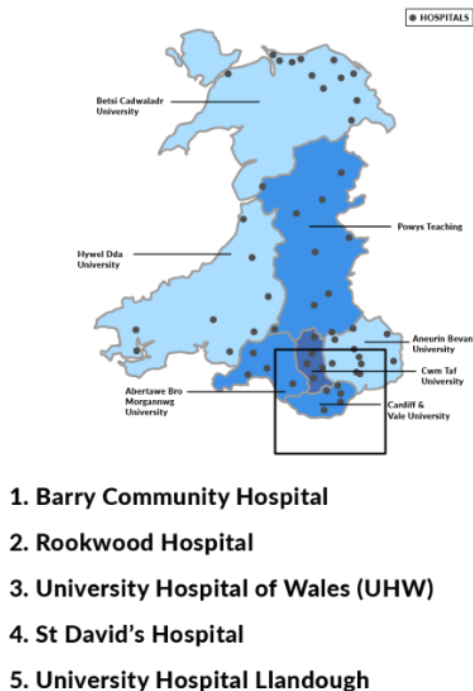 HOSPITALS
Betsi Cadwaladr
University
Powys Teaching
Hywel Dda
University
Aneurin Bevan
University
Cwm Taf
University
Abertawe Bro
Morgannwg
University
Cardiff &
Vale University
1. Barry Community Hospital
2. Rookwood Hospital
3. University Hospital of Wales (UHW)
4. St David's Hospital
5. University Hospital Llandough